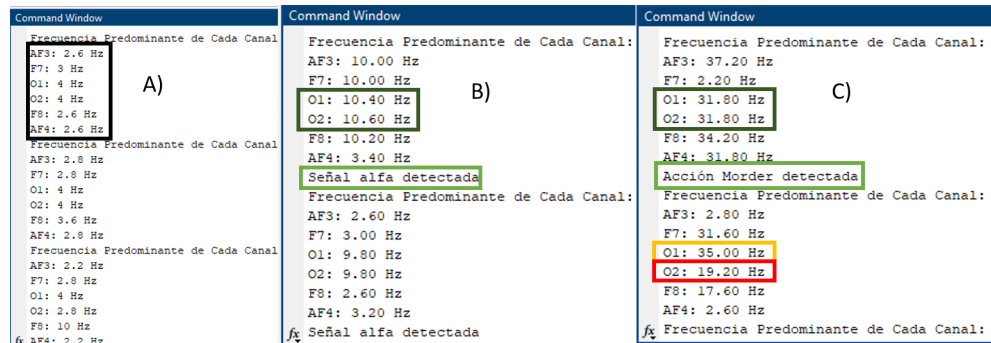 Command Window
Frecuencia Predominante de Cada Canal
AF3: 2.6 Hz
F7: 3 Hz
O1: 4 Hz
O2: 4 Hz
F8: 2.6 Hz
AF4: 2.6 Hz
A)
Frecuencia Predominante de Cada Canal
AF3: 2.8 Hz
F7: 2.8 Hz
O1: 4 Hz
O2: 4 Hz
F8: 3.6 Hz
AF4: 2.8 Hz
Frecuencia Predominante de Cada Canal
AF3: 2.2 Hz
F7: 2.8 Hz
O1: 4 Hz
O2: 2.8 Hz
F8: 10 Hz
fx AF4: 2.2 Hz
Command Window
Frecuencia Predominante de Cada Canal:
AF3: 10.00 Hz
F7: 10.00 Hz
O1: 10.40 Hz
O2: 10.60 Hz
F8: 10.20 Hz
AF4: 3.40 Hz
B)
Señal alfa detectada
Frecuencia Predominante de Cada Canal:
AF3: 2.60 Hz
F7: 3.00 Hz
O1: 9.80 Hz
O2: 9.80 Hz
F8: 2.60 Hz
AF4: 3.20 Hz
fx Señal alfa detectada
Command Window
Frecuencia Predominante de Cada Canal:
AF3: 37.20 Hz
F7: 2.20 Hz
O1: 31.80 Hz
O2: 31.80 Hz
F8: 34.20 Hz
AF4: 31.80 Hz
C)
Acción Morder detectada
Frecuencia Predominante de Cada Canal:
AF3: 2.80 Hz
F7: 31.60 Hz
O1: 35.00 Hz
O2: 19.20 Hz
F8: 17.60 Hz
AF4: 2.60 Hz
fx Frecuencia Predominante de Cada Canal: